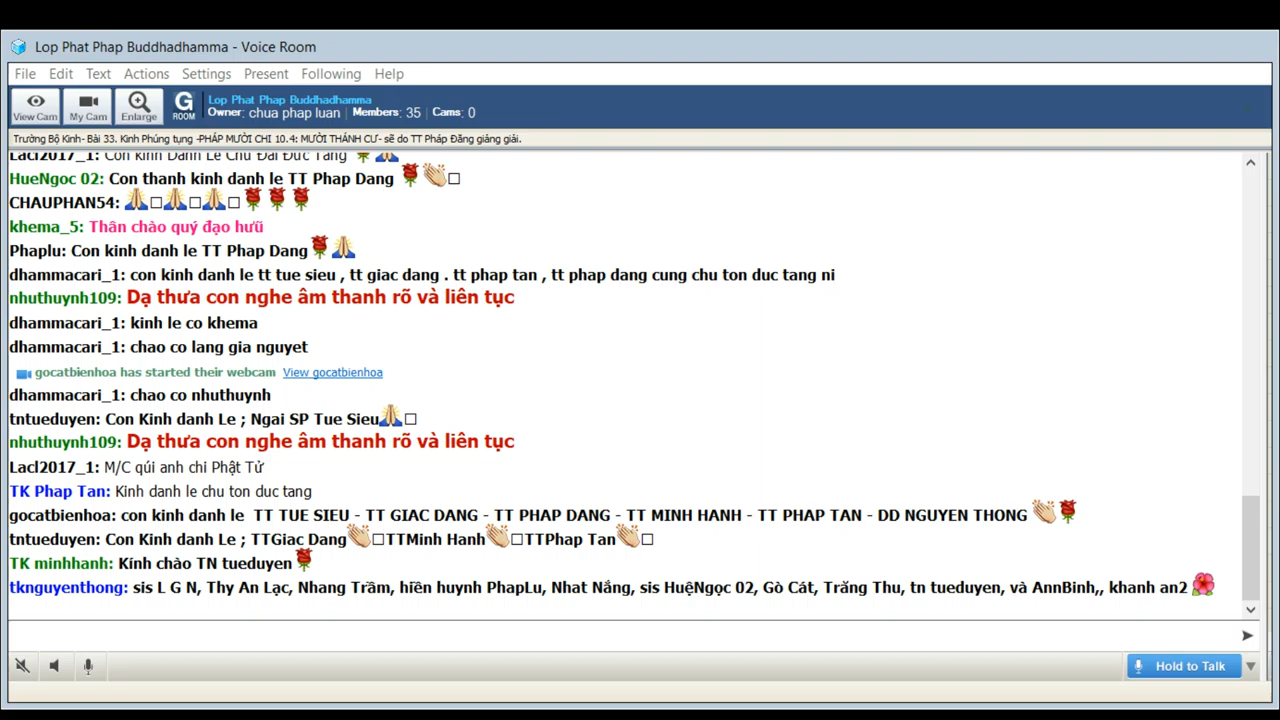 Lop Phat Phap Buddhadhamma - Voice Room
File Edit Text Actions Settings Present Following Help
View Cam My Cam Enlarge G ROOM Lop Phat Phap Buddhadhamma
Owner: chua phap luan | Members: 35 | Cams: 0
Trường Bộ Kinh- Bài 33. Kinh Phúng tụng -PHÁP MƯỜI CHI 10.4: MƯỜI THÁNH CƯ- sẽ do TT Pháp Đăng giảng giải.
Lacl2017_1: Con kinh Danh Le Chu Đai Đưc Tang 🌹🙏
HueNgoc 02: Con thanh kinh danh le TT Phap Dang 🌹👏□
CHAUPHAN54: 🙏□🙏□🙏□🌹🌹🌹
khema_5: Thân chào quý đạo hưũ
Phaplu: Con kinh danh le TT Phap Dang🌹🙏
dhammacari_1: con kinh danh le tt tue sieu , tt giac dang . tt phap tan , tt phap dang cung chu ton duc tang ni
nhuthuynh109: Dạ thưa con nghe âm thanh rõ và liên tục
dhammacari_1: kinh le co khema
dhammacari_1: chao co lang gia nguyet
gocatbienhoa has started their webcam View gocatbienhoa
dhammacari_1: chao co nhuthuynh
tntueduyen: Con Kinh danh Le ; Ngai SP Tue Sieu🙏□
nhuthuynh109: Dạ thưa con nghe âm thanh rõ và liên tục
Lacl2017_1: M/C qúi anh chi Phật Tử
TK Phap Tan: Kinh danh le chu ton duc tang
gocatbienhoa: con kinh danh le TT TUE SIEU - TT GIAC DANG - TT PHAP DANG - TT MINH HANH - TT PHAP TAN - DD NGUYEN THONG 👏🌹
tntueduyen: Con Kinh danh Le ; TTGiac Dang👏□TTMinh Hanh👏□TTPhap Tan👏□
TK minhhanh: Kính chào TN tueduyen🌹
tknguyenthong: sis L G N, Thy An Lạc, Nhang Trầm, hiền huynh PhapLu, Nhat Nắng, sis HuệNgọc 02, Gò Cát, Trăng Thu, tn tueduyen, và AnnBinh,, khanh an2 🌺
Hold to Talk